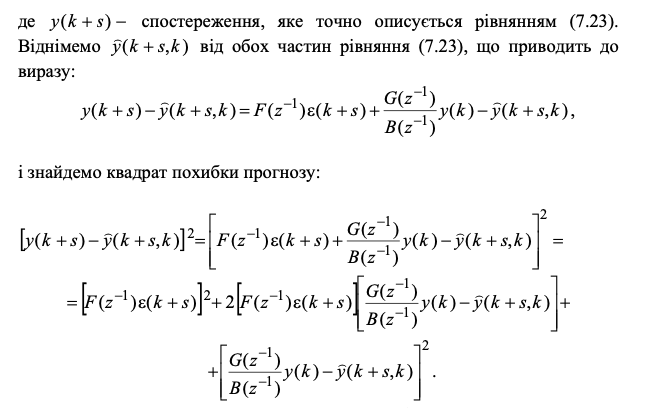 де y(k + s) − спостереження, яке точно описується рівнянням (7.23).
Віднімемо ŷ(k + s,k) від обох частин рівняння (7.23), що приводить до
виразу:
y(k + s) − ŷ(k + s,k) = F(z⁻¹)ε(k + s) + G(z⁻¹)/B(z⁻¹) y(k) − ŷ(k + s,k),
і знайдемо квадрат похибки прогнозу:
[y(k + s) − ŷ(k + s,k)]² = [F(z⁻¹)ε(k + s) + G(z⁻¹)/B(z⁻¹) y(k) − ŷ(k + s,k)]² =
= [F(z⁻¹)ε(k + s)]² + 2[F(z⁻¹)ε(k + s)][G(z⁻¹)/B(z⁻¹) y(k) − ŷ(k + s,k)] +
+ [G(z⁻¹)/B(z⁻¹) y(k) − ŷ(k + s,k)]².